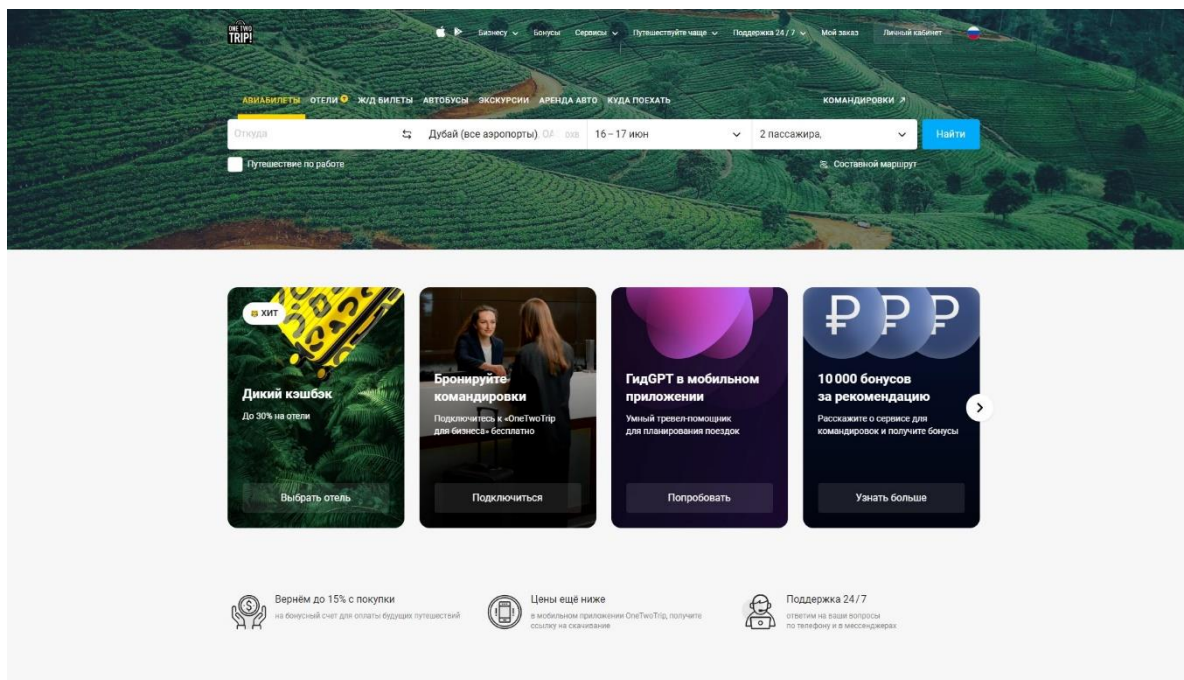 ONE TWO
TRIP!
Бизнесу
Бонусы
Сервисы
Путешествуйте чаще
Поддержка 24/7
Мой заказ
Личный кабинет
АВИАБИЛЕТЫ
ОТЕЛИ
Ж/Д БИЛЕТЫ
АВТОБУСЫ
ЭКСКУРСИИ
АРЕНДА АВТО
КУДА ПОЕХАТЬ
КОМАНДИРОВКИ
Откуда
Дубай (все аэропорты), ОА
DXB
16 – 17 июн
2 пассажира,
Найти
Путешествие по работе
Составной маршрут
ХИТ
Дикий кэшбэк
До 30% на отели
Выбрать отель
Бронируйте
командировки
Подключитесь к «OneTwoTrip
для бизнеса» бесплатно
Подключиться
ГидGPT в мобильном
приложении
Умный тревел-помощник
для планирования поездок
Попробовать
10 000 бонусов
за рекомендацию
Расскажите о сервисе для
командировок и получите бонусы
Узнать больше
Вернём до 15% с покупки
на бонусный счет для оплаты будущих путешествий
Цены ещё ниже
в мобильном приложении OneTwoTrip, получите
ссылку на скачивание
Поддержка 24/7
ответим на ваши вопросы
по телефону и в мессенджерах